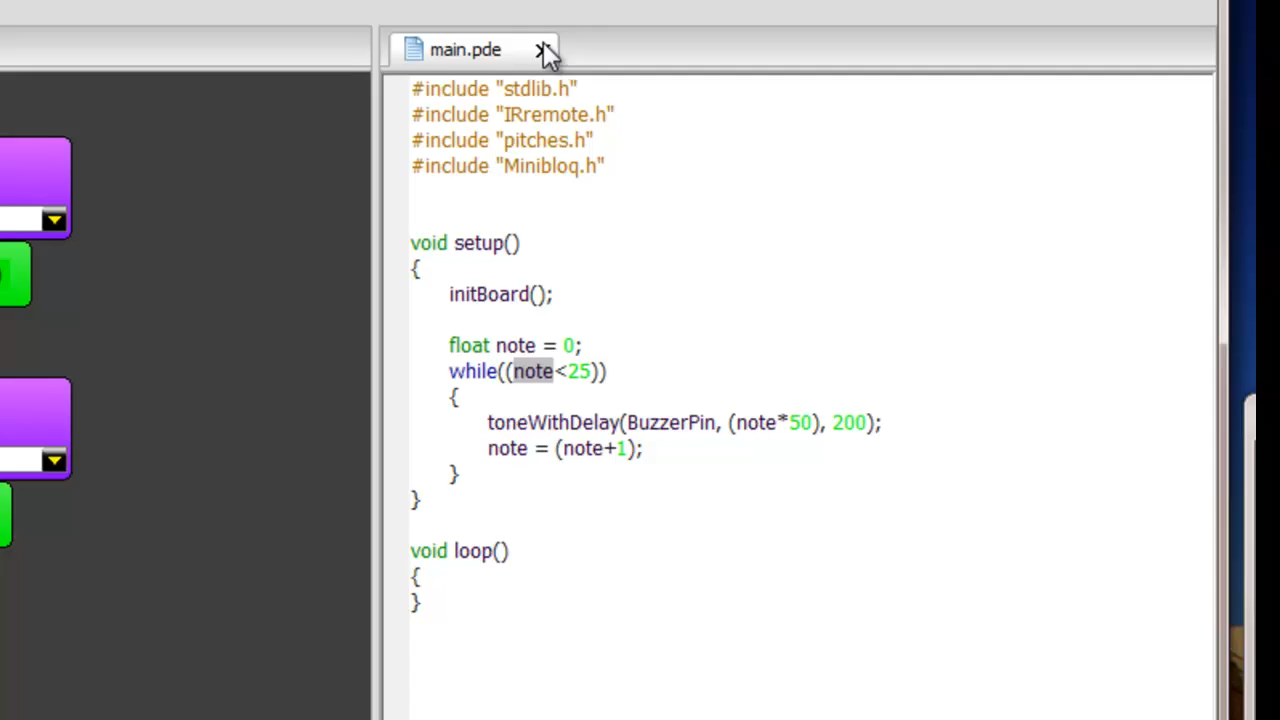 main.pde
#include "stdlib.h"
#include "IRremote.h"
#include "pitches.h"
#include "Minibloq.h"
void setup()
{
initBoard();
float note = 0;
while((note<25))
{
toneWithDelay(BuzzerPin, (note*50), 200);
note = (note+1);
}
}
void loop()
{
}